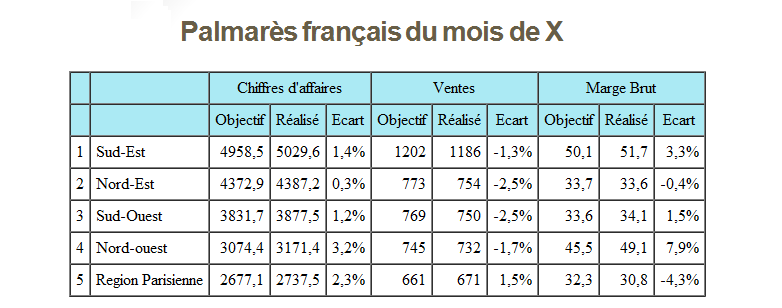 Palmarès français du mois de X
Chiffres d'affaires Ventes Marge Brut
Objectif Réalisé Ecart Objectif Réalisé Ecart Objectif Réalisé Ecart
1 Sud-Est 4958,5 5029,6 1,4% 1202 1186 -1,3% 50,1 51,7 3,3%
2 Nord-Est 4372,9 4387,2 0,3% 773 754 -2,5% 33,7 33,6 -0,4%
3 Sud-Ouest 3831,7 3877,5 1,2% 769 750 -2,5% 33,6 34,1 1,5%
4 Nord-ouest 3074,4 3171,4 3,2% 745 732 -1,7% 45,5 49,1 7,9%
5 Region Parisienne 2677,1 2737,5 2,3% 661 671 1,5% 32,3 30,8 -4,3%